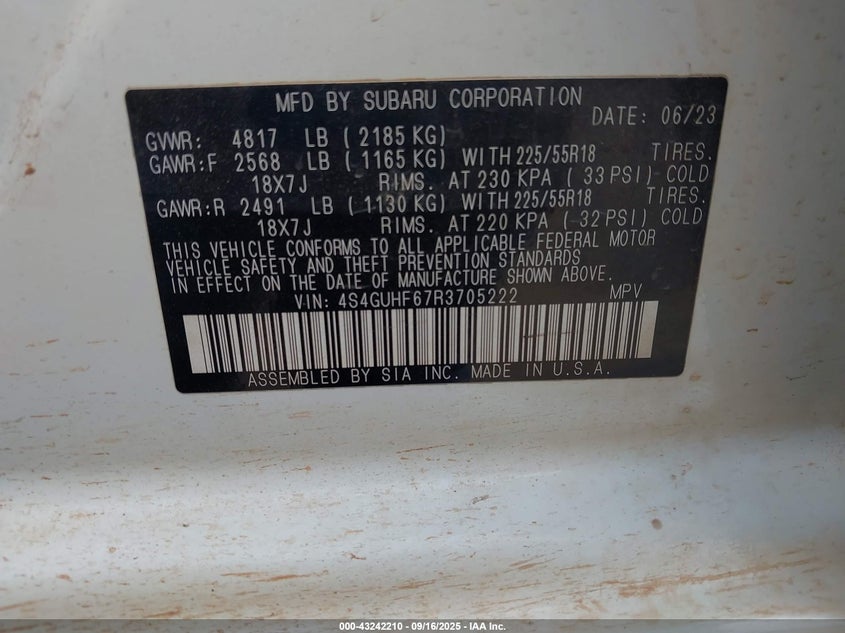 MFD BY SUBARU CORPORATION
DATE: 06/23
GVWR: 4817 LB ( 2185 KG)
GAWR:F 2568 LB ( 1165 KG) WITH 225/55R18 TIRES.
18X7J RIMS. AT 230 KPA ( 33 PSI) COLD
GAWR:R 2491 LB ( 1130 KG) WITH 225/55R18 TIRES.
18X7J RIMS. AT 220 KPA ( 32 PSI) COLD
THIS VEHICLE CONFORMS TO ALL APPLICABLE FEDERAL MOTOR
VEHICLE SAFETY AND THEFT PREVENTION STANDARDS
IN EFFECT ON THE DATE OF MANUFACTURE SHOWN ABOVE.
VIN: 4S4GUHF67R3705222 MPV
ASSEMBLED BY SIA INC. MADE IN U.S.A.
000-43242210 - 09/16/2025 - IAA Inc.